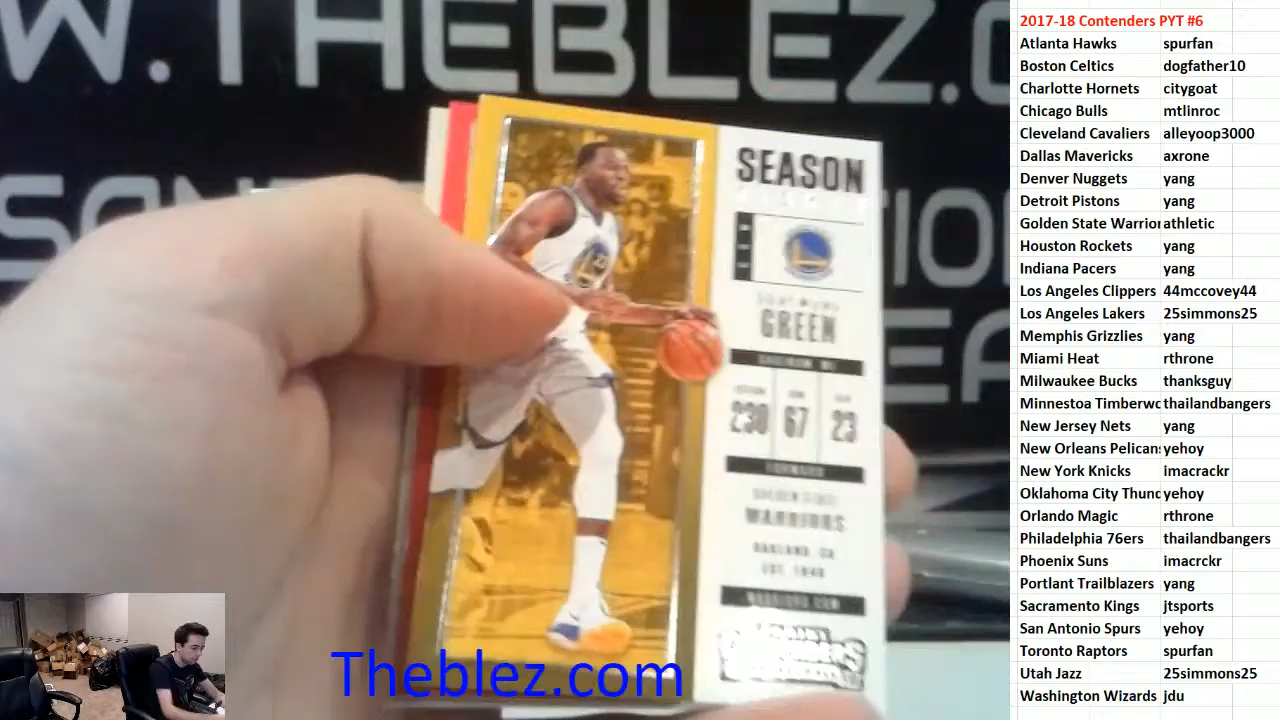 WW.THEBLEZ.C
SEASON
GREEN
230 67 23
WARRIORS
Theblez.com
2017-18 Contenders PYT #6
Atlanta Hawks spurfan
Boston Celtics dogfather10
Charlotte Hornets citygoat
Chicago Bulls mtlinroc
Cleveland Cavaliers alleyoop3000
Dallas Mavericks axrone
Denver Nuggets yang
Detroit Pistons yang
Golden State Warrior athletic
Houston Rockets yang
Indiana Pacers yang
Los Angeles Clippers 44mccovey44
Los Angeles Lakers 25simmons25
Memphis Grizzlies yang
Miami Heat rthrone
Milwaukee Bucks thanksguy
Minnestoa Timberwo thailandbangers
New Jersey Nets yang
New Orleans Pelicans yehoy
New York Knicks imacrackr
Oklahoma City Thund yehoy
Orlando Magic rthrone
Philadelphia 76ers thailandbangers
Phoenix Suns imacrckr
Portlant Trailblazers yang
Sacramento Kings jtsports
San Antonio Spurs yehoy
Toronto Raptors spurfan
Utah Jazz 25simmons25
Washington Wizards jdu